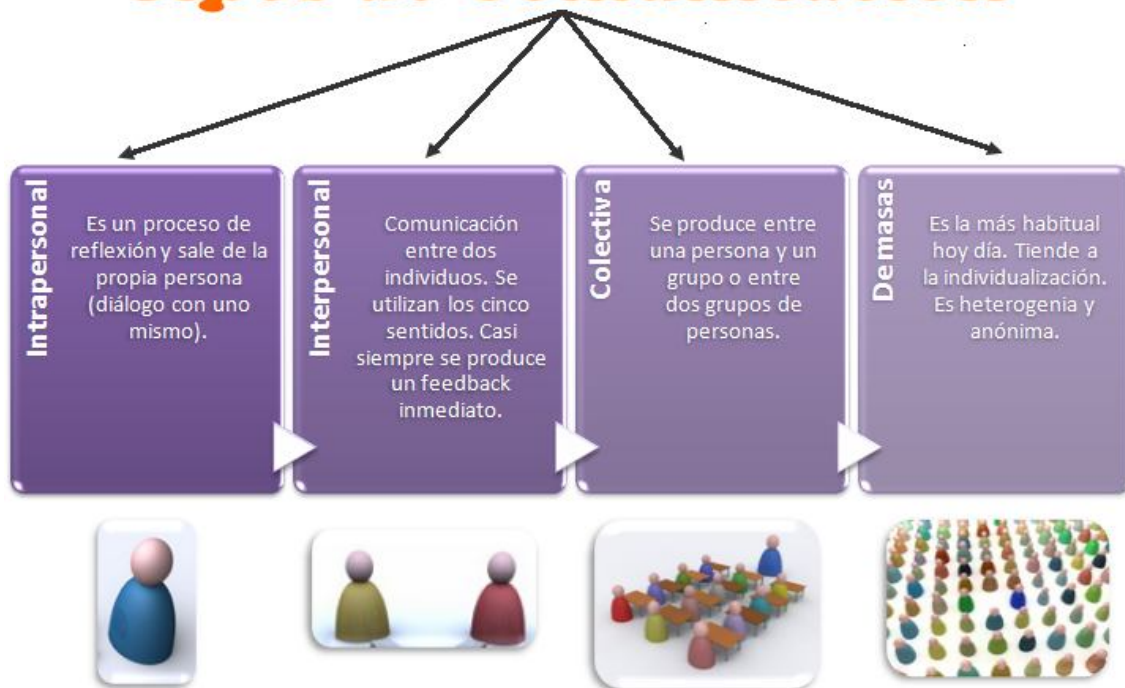 Intrapersonal
Es un proceso de
reflexión y sale de la
propia persona
(diálogo con uno
mismo).
Interpersonal
Comunicación
entre dos
individuos. Se
utilizan los cinco
sentidos. Casi
siempre se produce
un feedback
inmediato.
Colectiva
Se produce entre
una persona y un
grupo o entre
dos grupos de
personas.
De masas
Es la más habitual
hoy día. Tiende a
la individualización.
Es heterogenia y
anónima.